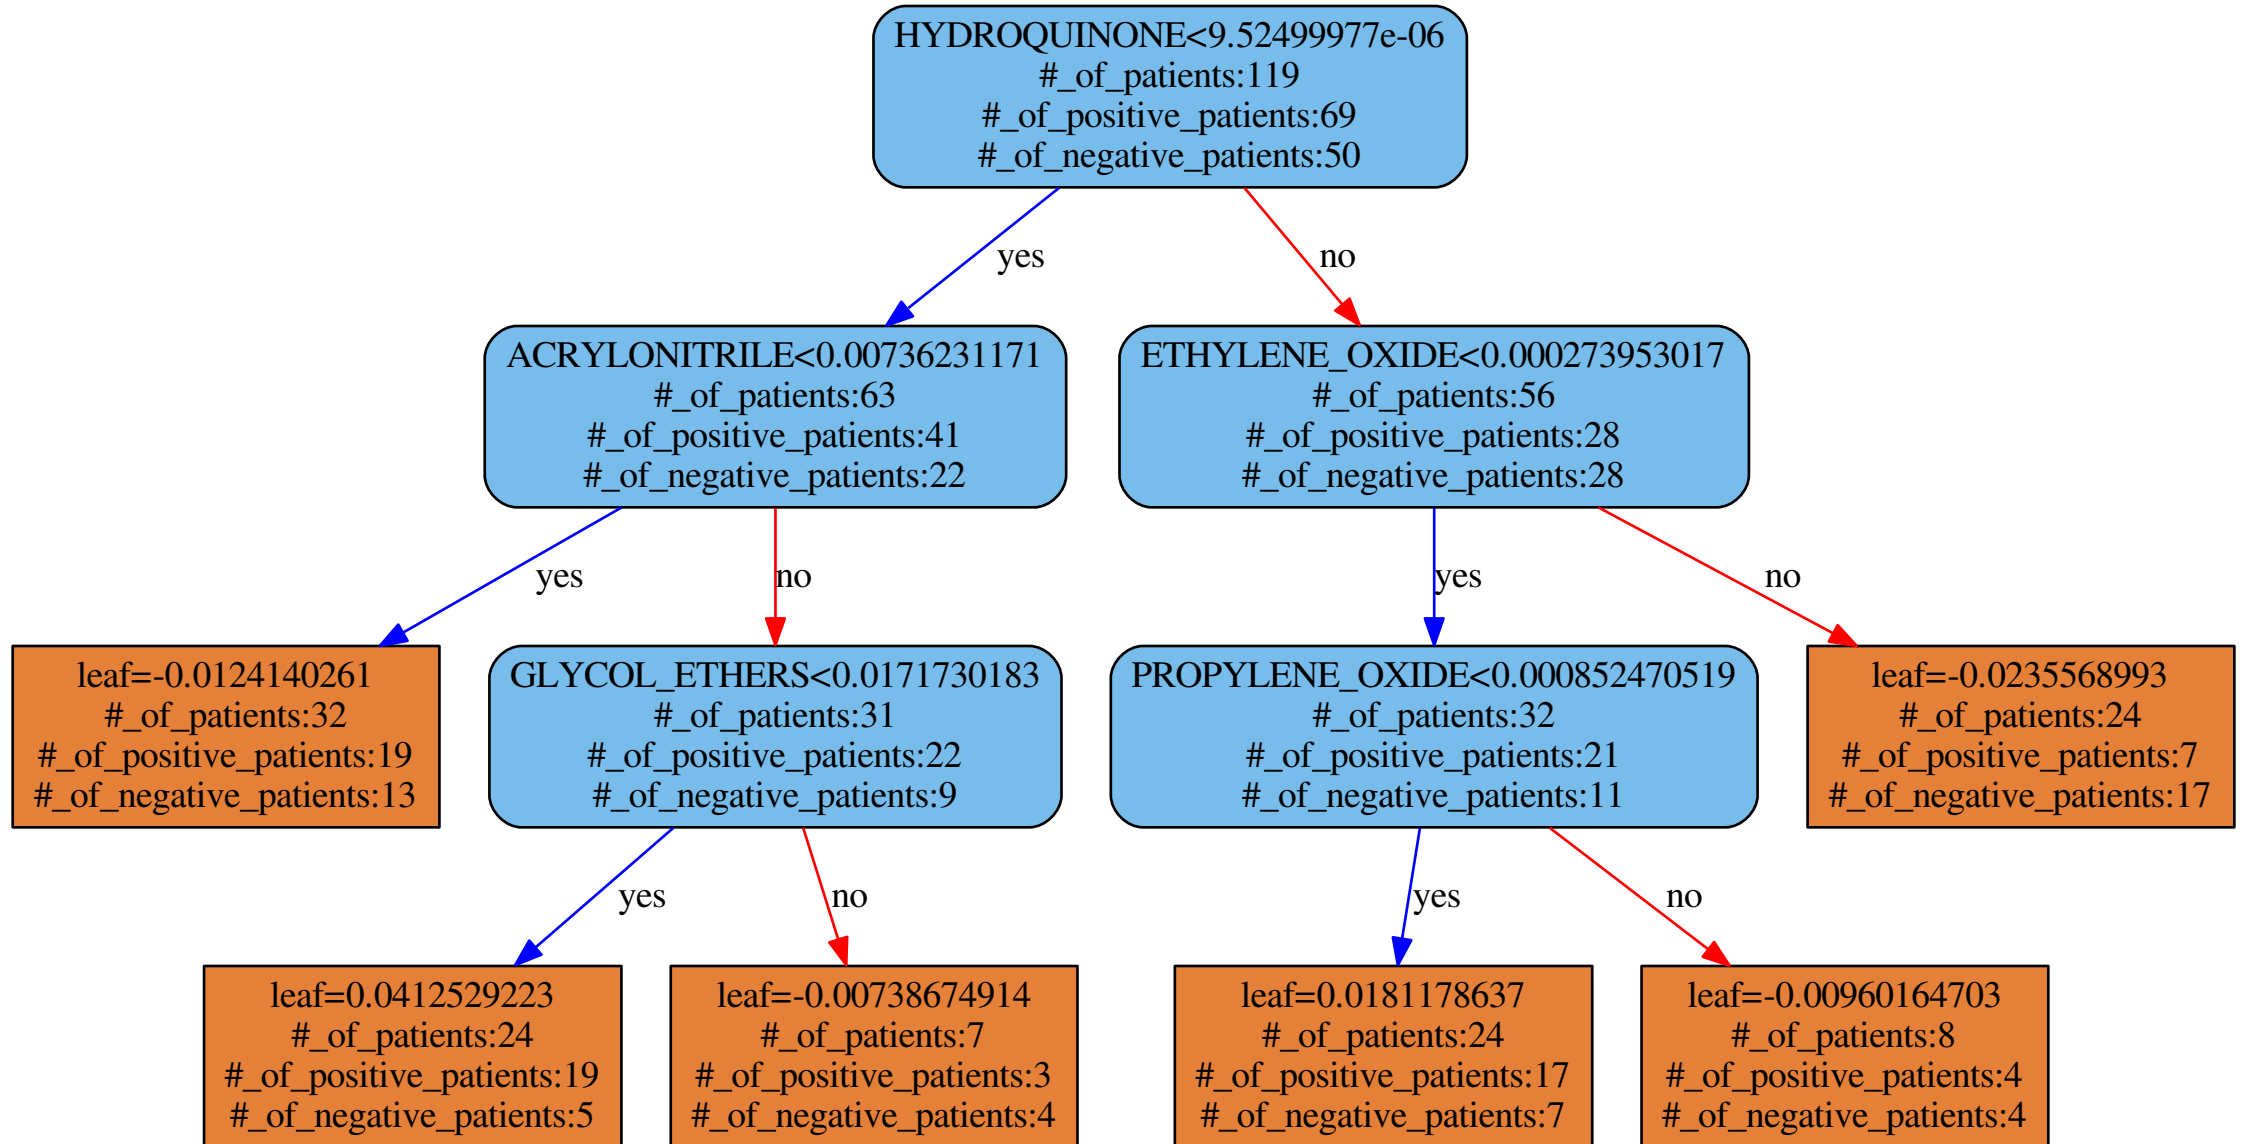 HYDROQUINONE<9.52499977e-06
#_of_patients:119
#_of_positive_patients:69
#_of_negative_patients:50
yes
no
ACRYLONITRILE<0.00736231171
#_of_patients:63
#_of_positive_patients:41
#_of_negative_patients:22
ETHYLENE_OXIDE<0.000273953017
#_of_patients:56
#_of_positive_patients:28
#_of_negative_patients:28
yes
no
yes
no
leaf=-0.0124140261
#_of_patients:32
#_of_positive_patients:19
#_of_negative_patients:13
GLYCOL_ETHERS<0.0171730183
#_of_patients:31
#_of_positive_patients:22
#_of_negative_patients:9
PROPYLENE_OXIDE<0.000852470519
#_of_patients:32
#_of_positive_patients:21
#_of_negative_patients:11
leaf=-0.0235568993
#_of_patients:24
#_of_positive_patients:7
#_of_negative_patients:17
yes
no
yes
no
leaf=0.0412529223
#_of_patients:24
#_of_positive_patients:19
#_of_negative_patients:5
leaf=-0.00738674914
#_of_patients:7
#_of_positive_patients:3
#_of_negative_patients:4
leaf=0.0181178637
#_of_patients:24
#_of_positive_patients:17
#_of_negative_patients:7
leaf=-0.00960164703
#_of_patients:8
#_of_positive_patients:4
#_of_negative_patients:4